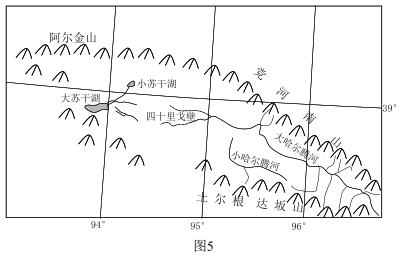 阿尔金山
党河南山
小苏干湖
大苏干湖
39°
四十里戈壁
大哈尔腾河
小哈尔腾河
土尔根达坂山
94°
95°
96°
图5